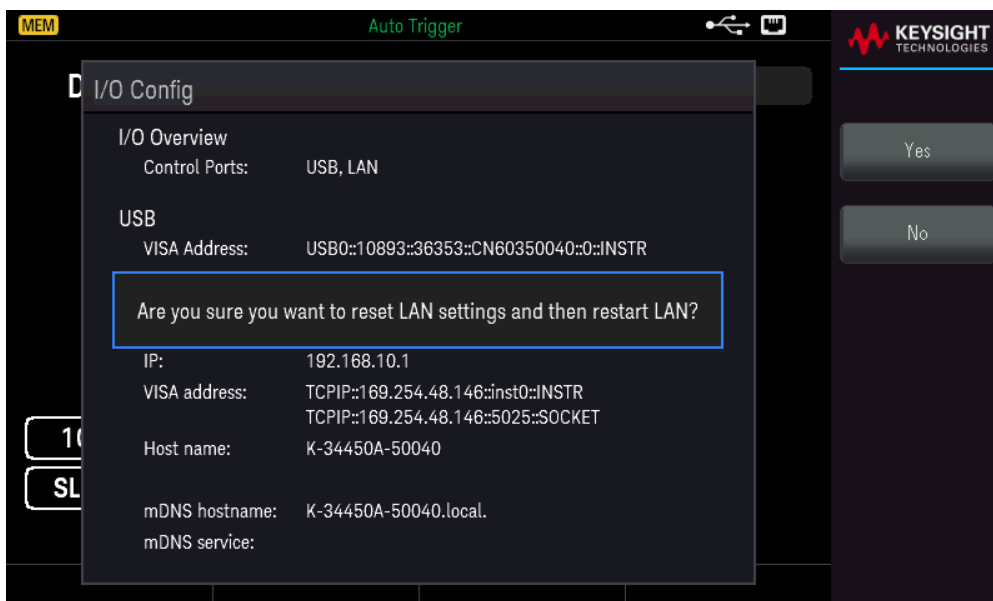 MEM Auto Trigger
KEYSIGHT
TECHNOLOGIES
I/O Config
I/O Overview
Control Ports: USB, LAN
Yes
USB
No
VISA Address: USB0::10893::36353::CN60350040::0::INSTR
Are you sure you want to reset LAN settings and then restart LAN?
IP: 192.168.10.1
VISA address: TCPIP::169.254.48.146::inst0::INSTR
TCPIP::169.254.48.146::5025::SOCKET
Host name: K-34450A-50040
mDNS hostname: K-34450A-50040.local.
mDNS service: